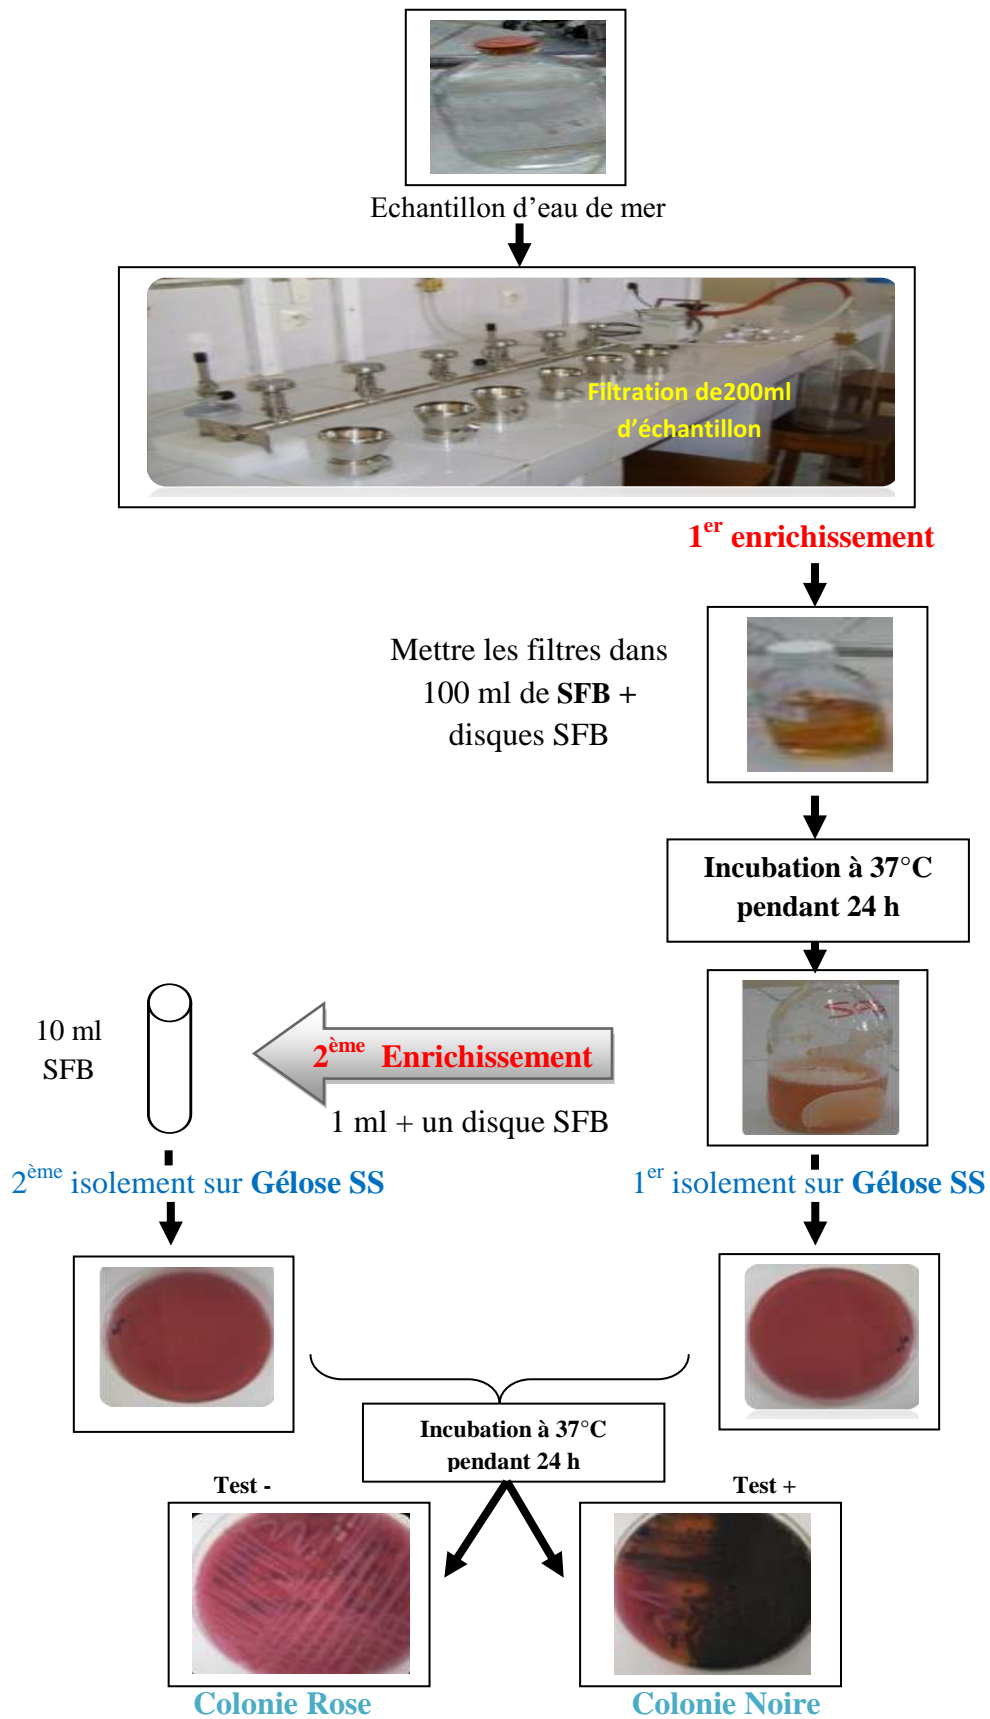 Echantillon d’eau de mer
Filtration de200ml
d’échantillon
1er enrichissement
Mettre les filtres dans
100 ml de SFB +
disques SFB
Incubation à 37°C
pendant 24 h
10 ml
SFB
2ème Enrichissement
1 ml + un disque SFB
2ème isolement sur Gélose SS
1er isolement sur Gélose SS
Incubation à 37°C
pendant 24 h
Test -
Test +
Colonie Rose
Colonie Noire